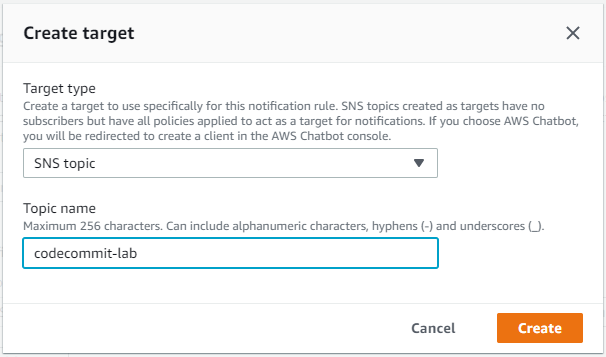 Create target
Target type
Create a target to use specifically for this notification rule. SNS topics created as targets have no
subscribers but have all policies applied to act as a target for notifications. If you choose AWS Chatbot,
you will be redirected to create a client in the AWS Chatbot console.
SNS topic
Topic name
Maximum 256 characters. Can include alphanumeric characters, hyphens (-) and underscores (_).
codecommit-lab
Cancel Create